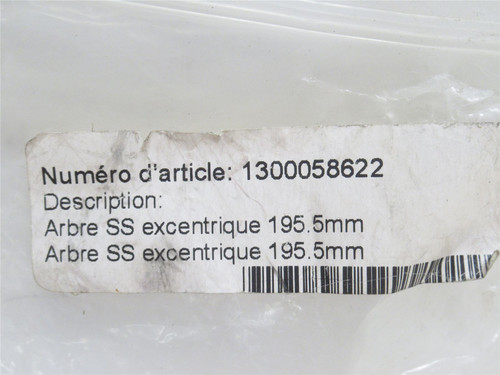 Numéro d'article: 1300058622
Description:
Arbre SS excentrique 195.5mm
Arbre SS excentrique 195.5mm